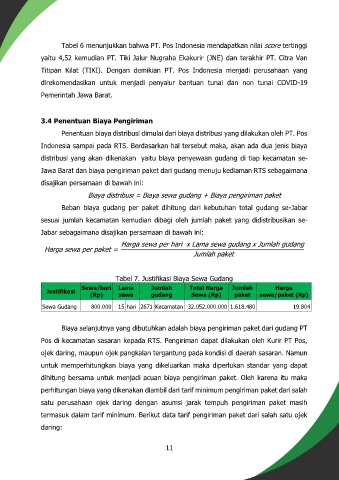 Tabel 6 menunjukkan bahwa PT. Pos Indonesia mendapatkan nilai score tertinggi
yaitu 4,52 kemudian PT. Tiki Jalur Nugraha Ekakurir (JNE) dan terakhir PT. Citra Van
Titipan Kilat (TIKI). Dengan demikian PT. Pos Indonesia menjadi perusahaan yang
direkomendasikan untuk menjadi penyalur bantuan tunai dan non tunai COVID-19
Pemerintah Jawa Barat.
3.4 Penentuan Biaya Pengiriman
Penentuan biaya distribusi dimulai dari biaya distribusi yang dilakukan oleh PT. Pos
Indonesia sampai pada RTS. Berdasarkan hal tersebut maka, akan ada dua jenis biaya
distribusi yang akan dikenakan yaitu biaya penyewaan gudang di tiap kecamatan se-
Jawa Barat dan biaya pengiriman paket dari gudang menuju kediaman RTS sebagaimana
disajikan persamaan di bawah ini:
Biaya distribusi = Biaya sewa gudang + Biaya pengiriman paket
Beban biaya gudang per paket dihitung dari kebutuhan total gudang se-Jabar
sesuai jumlah kecamatan kemudian dibagi oleh jumlah paket yang didistribusikan se-
Jabar sebagaimana disajikan persamaan di bawah ini:
Harga sewa per paket = Harga sewa per hari x Lama sewa gudang x Jumlah gudang
Jumlah paket
Tabel 7. Justifikasi Biaya Sewa Gudang
Justifikasi Sewa/hari (Rp) Lama sewa Jumlah gudang Total Harga Sewa (Rp) Jumlah paket Harga sewa/paket (Rp)
Sewa Gudang 800.000 15 hari 2671 Kecamatan 32.052.000.000 1.618.480 19.804
Biaya selanjutnya yang dibutuhkan adalah biaya pengiriman paket dari gudang PT
Pos di kecamatan sasaran kepada RTS. Pengiriman dapat dilakukan oleh Kurir PT Pos,
ojek daring, maupun ojek pangkalan tergantung pada kondisi di daerah sasaran. Namun
untuk memperhitungkan biaya yang dikeluarkan maka diperlukan standar yang dapat
dihitung bersama untuk menjadi acuan biaya pengiriman paket. Oleh karena itu maka
perhitungan biaya yang dikenakan diambil dari tarif minimum pengiriman paket dari salah
satu perusahaan ojek daring dengan asumsi jarak tempuh pengiriman paket masih
termasuk dalam tarif minimum. Berikut data tarif pengiriman paket dari salah satu ojek
daring:
11